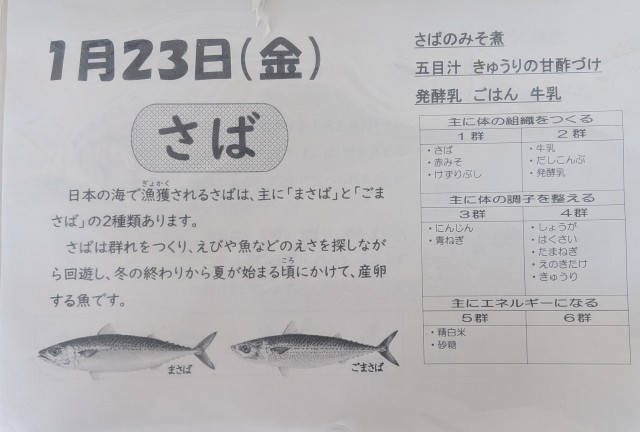 1月23日(金)
さば
日本の海で漁獲されるさばは、主に「まさば」と「ごま
さば」の2種類あります。
さばは群れをつくり、えびや魚などのえさを探しなが
ら回遊し、冬の終わりから夏が始まる頃にかけて、産卵
する魚です。
ぎょかく
ころ
まさば
ごまさば
さばのみそ煮
五目汁 きゅうりの甘酢づけ
発酵乳 ごはん 牛乳
主に体の組織をつくる
1群 2群
・さば
・赤みそ
・けずりぶし
・牛乳
・だしこんぶ
・発酵乳
主に体の調子を整える
3群 4群
・にんじん
・青ねぎ
・しょうが
・はくさい
・たまねぎ
・えのきたけ
・きゅうり
主にエネルギーになる
5群 6群
・精白米
・砂糖